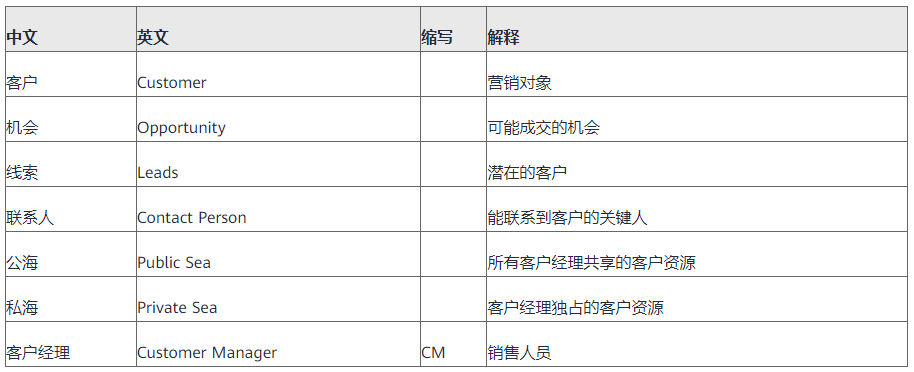 中文 英文 缩写 解释
客户 Customer 营销对象
机会 Opportunity 可能成交的机会
线索 Leads 潜在的客户
联系人 Contact Person 能联系到客户的关键人
公海 Public Sea 所有客户经理共享的客户资源
私海 Private Sea 客户经理独占的客户资源
客户经理 Customer Manager CM 销售人员